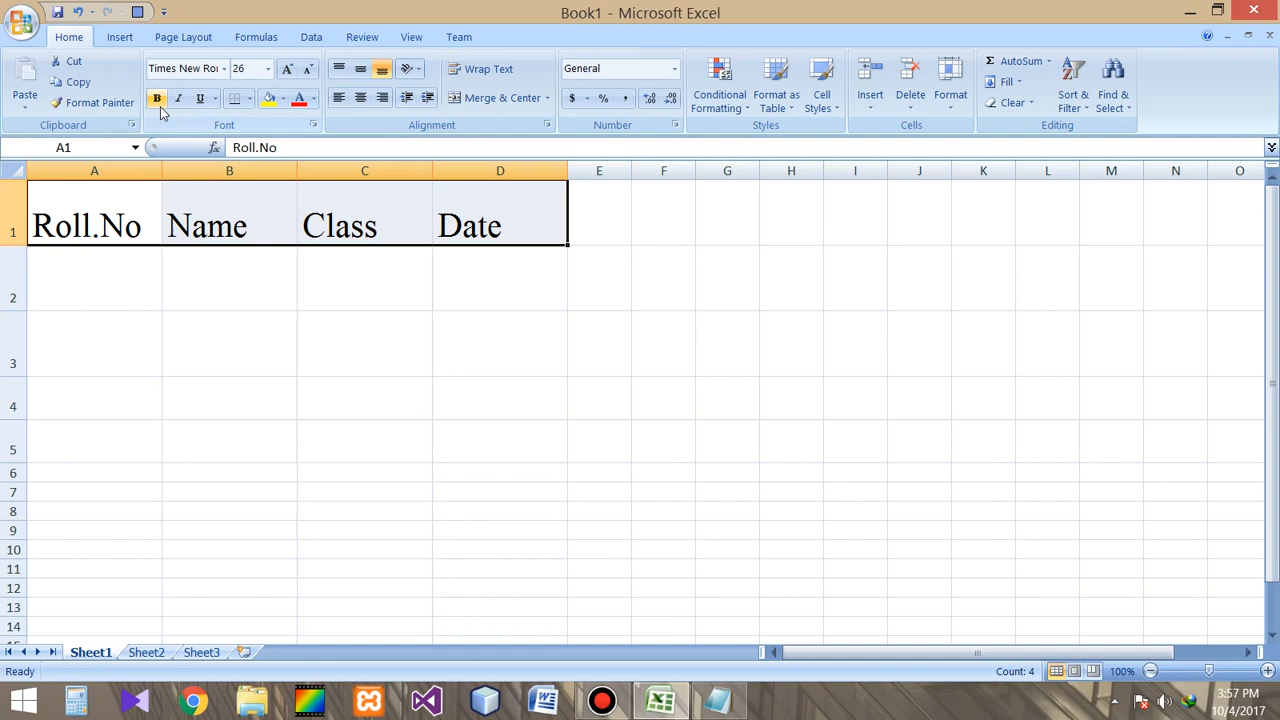 Book1 - Microsoft Excel
Home Insert Page Layout Formulas Data Review View Team
Cut
Copy
Format Painter
Paste
Clipboard
Times New Roi 26
B I U A
Font
Wrap Text
Merge & Center
Alignment
General
$ % ,
Number
Conditional Formatting
Format as Table
Cell Styles
Styles
Insert Delete Format
Cells
Σ AutoSum
Fill
Clear
Sort & Filter
Find & Select
Editing
A1 fx Roll.No
A B C D E F G H I J K L M N O
1 Roll.No Name Class Date
2
3
4
5
6
7
8
9
10
11
12
13
14
Sheet1 Sheet2 Sheet3
Ready Count: 4 100%
3:57 PM
10/4/2017